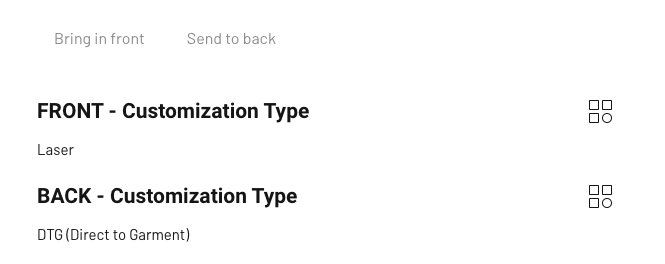 Bring in front Send to back
FRONT - Customization Type
Laser
BACK - Customization Type
DTG (Direct to Garment)